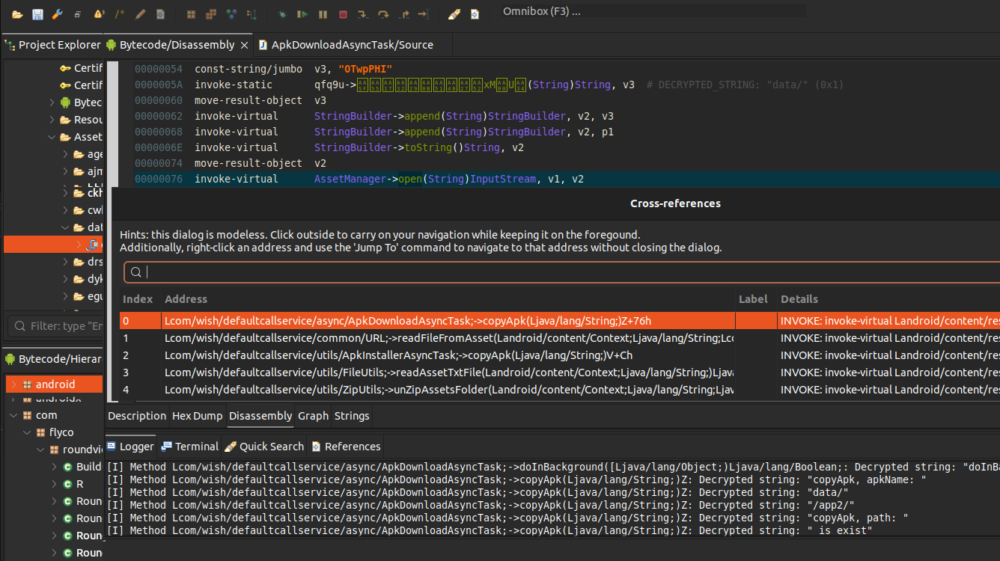 Omnibox (F3) ...
Project Explorer
Bytecode/Disassembly
ApkDownloadAsyncTask/Source
Certif
Certif
Bytec
Resou
Asset
age
ajm
ckh
cwl
dat
drs
dyk
egu
Filter: type "En
00000054 const-string/jumbo v3, "OTwpPHI"
0000005A invoke-static qfq9u-> xM U (String)String, v3 # DECRYPTED_STRING: "data/" (0x1)
00000060 move-result-object v3
00000062 invoke-virtual StringBuilder->append(String)StringBuilder, v2, v3
00000068 invoke-virtual StringBuilder->append(String)StringBuilder, v2, p1
0000006E invoke-virtual StringBuilder->toString()String, v2
00000074 move-result-object v2
00000076 invoke-virtual AssetManager->open(String)InputStream, v1, v2
Cross-references
Hints: this dialog is modeless. Click outside to carry on your navigation while keeping it on the foregound.
Additionally, right-click an address and use the 'Jump To' command to navigate to that address without closing the dialog.
Index Address Label Details
0 Lcom/wish/defaultcallservice/async/ApkDownloadAsyncTask;->copyApk(Ljava/lang/String;)Z+76h INVOKE: invoke-virtual Landroid/content/res
1 Lcom/wish/defaultcallservice/common/URL;->readFileFromAsset(Landroid/content/Context;Ljava/lang/String;Lco INVOKE: invoke-virtual Landroid/content/res
2 Lcom/wish/defaultcallservice/utils/ApkInstallerAsyncTask;->copyApk(Ljava/lang/String;)V+Ch INVOKE: invoke-virtual Landroid/content/res
3 Lcom/wish/defaultcallservice/utils/FileUtils;->readAssetTxtFile(Landroid/content/Context;Ljava/lang/String;)Ljava INVOKE: invoke-virtual Landroid/content/res
4 Lcom/wish/defaultcallservice/utils/ZipUtils;->unZipAssetsFolder(Landroid/content/Context;Ljava/lang/String;Ljav INVOKE: invoke-virtual Landroid/content/res
Bytecode/Hierar
android
androidx
com
flyco
roundvi
Build
R
Roun
Roun
Roun
Roun
Description Hex Dump Disassembly Graph Strings
Logger Terminal Quick Search References
[I] Method Lcom/wish/defaultcallservice/async/ApkDownloadAsyncTask;->doInBackground([Ljava/lang/Object;)Ljava/lang/Boolean;: Decrypted string: "doInBa
[I] Method Lcom/wish/defaultcallservice/async/ApkDownloadAsyncTask;->copyApk(Ljava/lang/String;)Z: Decrypted string: "copyApk, apkName: "
[I] Method Lcom/wish/defaultcallservice/async/ApkDownloadAsyncTask;->copyApk(Ljava/lang/String;)Z: Decrypted string: "data/"
[I] Method Lcom/wish/defaultcallservice/async/ApkDownloadAsyncTask;->copyApk(Ljava/lang/String;)Z: Decrypted string: "/app2/"
[I] Method Lcom/wish/defaultcallservice/async/ApkDownloadAsyncTask;->copyApk(Ljava/lang/String;)Z: Decrypted string: "copyApk, path: "
[I] Method Lcom/wish/defaultcallservice/async/ApkDownloadAsyncTask;->copyApk(Ljava/lang/String;)Z: Decrypted string: " is exist"